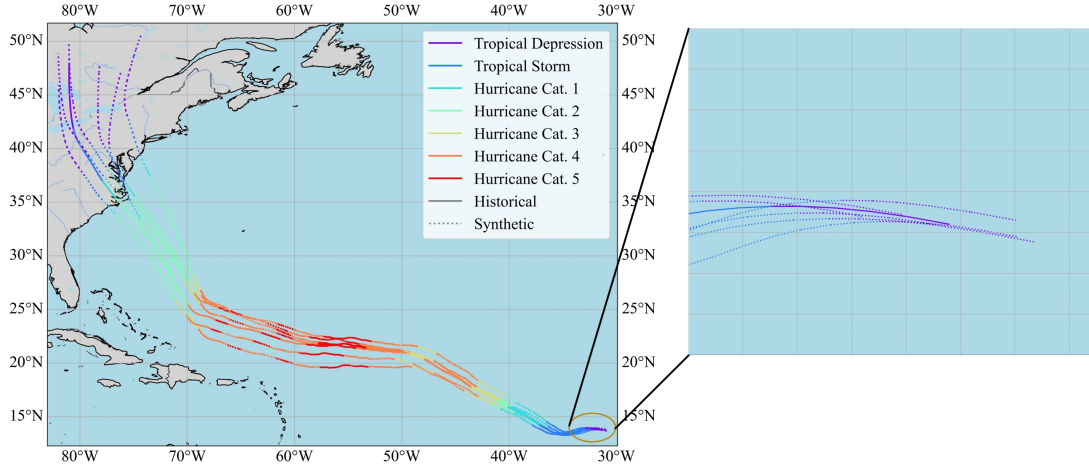 80°W 70°W 60°W 50°W 40°W 30°W
50°N 50°N
45°N 45°N
40°N 40°N
35°N 35°N
30°N 30°N
25°N 25°N
20°N 20°N
15°N 15°N
80°W 70°W 60°W 50°W 40°W 30°W
Tropical Depression
Tropical Storm
Hurricane Cat. 1
Hurricane Cat. 2
Hurricane Cat. 3
Hurricane Cat. 4
Hurricane Cat. 5
Historical
Synthetic